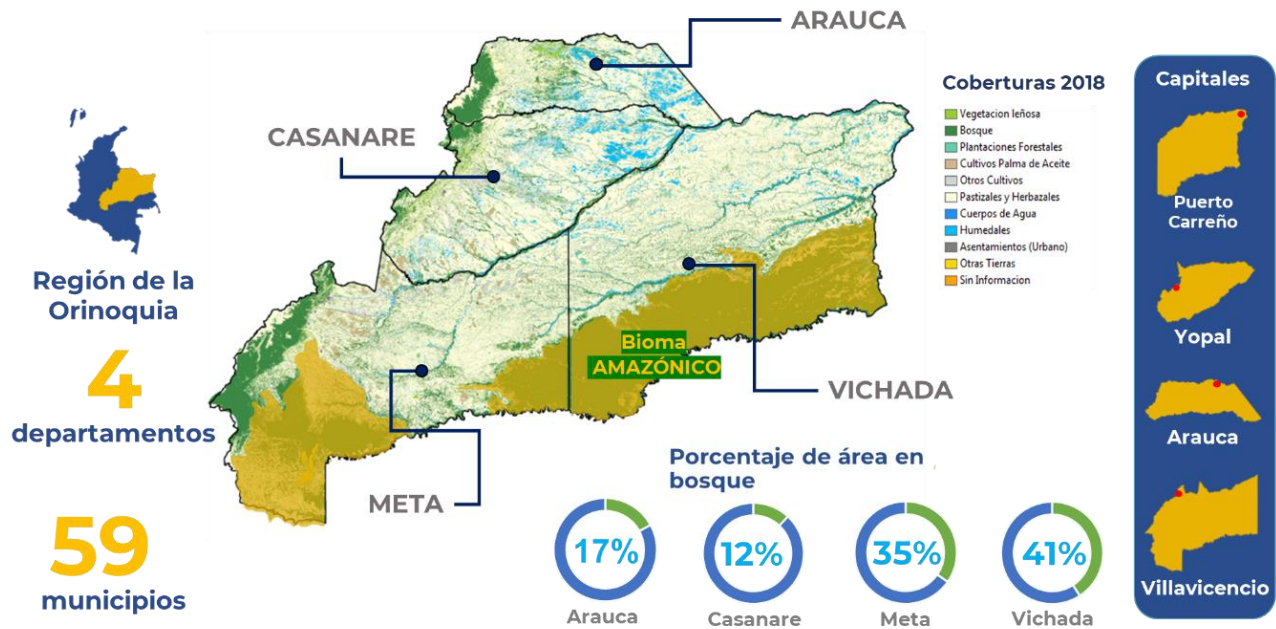 ARAUCA
CASANARE
Región de la
Orinoquia
4
departamentos
59
municipios
Bioma
AMAZÓNICO
VICHADA
META
Coberturas 2018
Vegetacion leñosa
Bosque
Plantaciones Forestales
Cultivos Palma de Aceite
Otros Cultivos
Pastizales y Herbazales
Cuerpos de Agua
Humedales
Asentamientos (Urbano)
Otras Tierras
Sin Informacion
Porcentaje de área en
bosque
17%
Arauca
12%
Casanare
35%
Meta
41%
Vichada
Capitales
Puerto
Carreño
Yopal
Arauca
Villavicencio